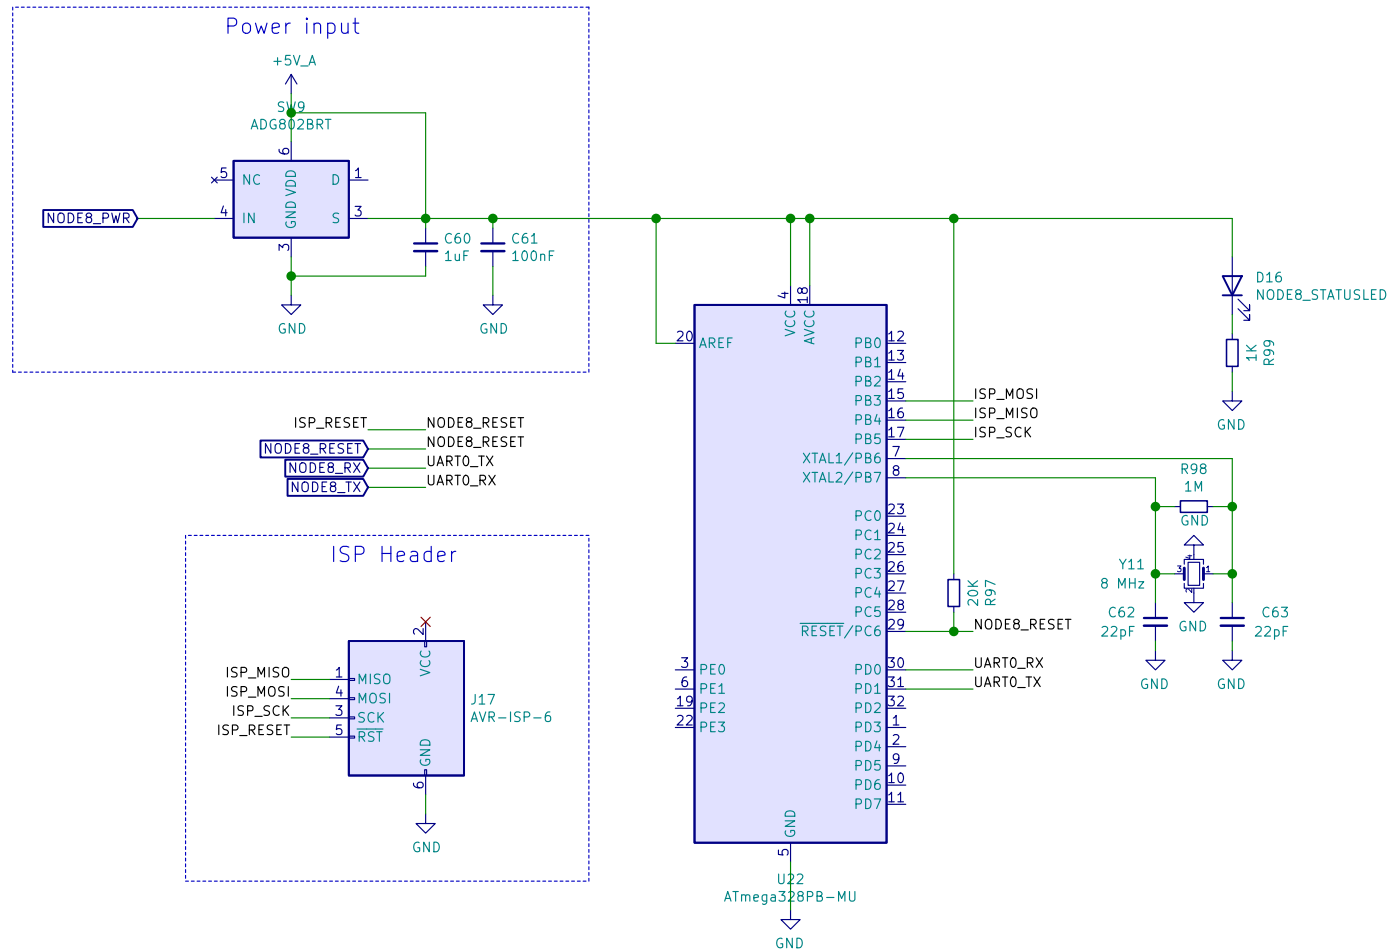 Power input
+5V_A
SW9
ADG802BRT
6
5 NC VDD D 1
NODE8_PWR 4 IN GND S 3
3
C60
1uF
C61
100nF
GND
GND
D16
NODE8_STATUSLED
1K
R99
GND
4
18
VCC
AVCC
20 AREF
PB0 12
PB1 13
PB2 14
PB3 15 ISP_MOSI
PB4 16 ISP_MISO
PB5 17 ISP_SCK
XTAL1/PB6 7
XTAL2/PB7 8
PC0 23
PC1 24
PC2 25
PC3 26
PC4 27
PC5 28
RESET/PC6 29 NODE8_RESET
3 PE0 PD0 30 UART0_RX
6 PE1 PD1 31 UART0_TX
19 PE2 PD2 32
22 PE3 PD3 1
PD4 2
PD5 9
PD6 10
PD7 11
GND
5
U22
ATmega328PB-MU
GND
20K
R97
R98
1M
GND
4
Y11
8 MHz
3
1
2
GND
C62
22pF
C63
22pF
GND
GND
ISP_RESET NODE8_RESET
NODE8_RESET NODE8_RESET
NODE8_RX UART0_TX
NODE8_TX UART0_RX
ISP Header
2
VCC
ISP_MISO 1 MISO
ISP_MOSI 4 MOSI
ISP_SCK 3 SCK
ISP_RESET 5 RST
J17
AVR-ISP-6
GND
6
GND